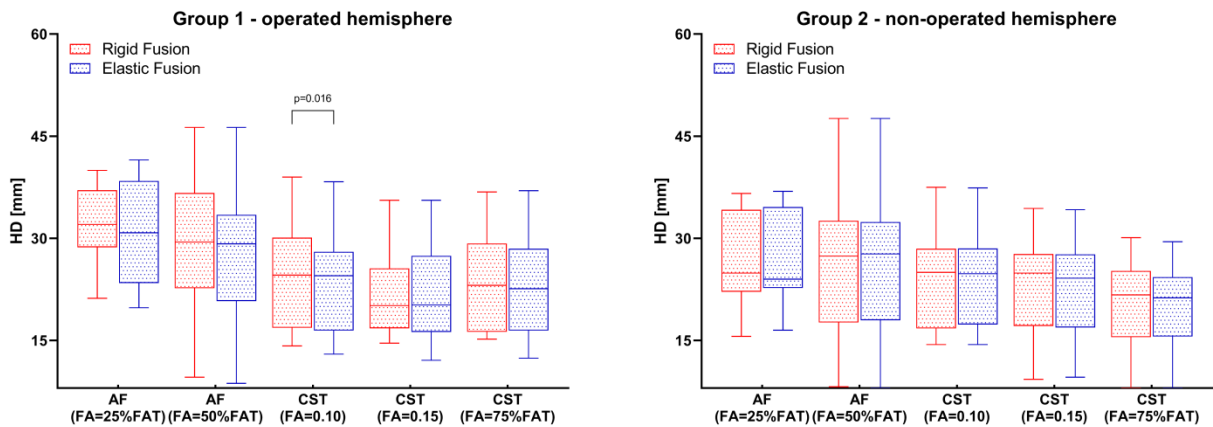 Group 1 - operated hemisphere
60
Rigid Fusion
Elastic Fusion
p=0.016
45
HD [mm]
30
15
AF
(FA=25%FAT)
AF
(FA=50%FAT)
CST
(FA=0.10)
CST
(FA=0.15)
CST
(FA=75%FAT)
Group 2 - non-operated hemisphere
60
Rigid Fusion
Elastic Fusion
45
HD [mm]
30
15
AF
(FA=25%FAT)
AF
(FA=50%FAT)
CST
(FA=0.10)
CST
(FA=0.15)
CST
(FA=75%FAT)